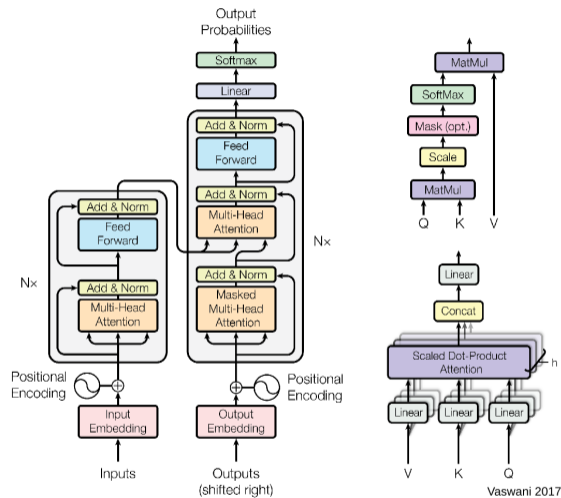 Output
Probabilities
Softmax
Linear
Add & Norm
Feed
Forward
Add & Norm
Multi-Head
Attention
Add & Norm
Masked
Multi-Head
Attention
Nx
Add & Norm
Feed
Forward
Add & Norm
Multi-Head
Attention
Nx
Positional
Encoding
Positional
Encoding
Input
Embedding
Output
Embedding
Inputs
Outputs
(shifted right)
MatMul
SoftMax
Mask (opt.)
Scale
MatMul
Q K V
Linear
Concat
Scaled Dot-Product
Attention
h
Linear Linear Linear
V K Q
Vaswani 2017